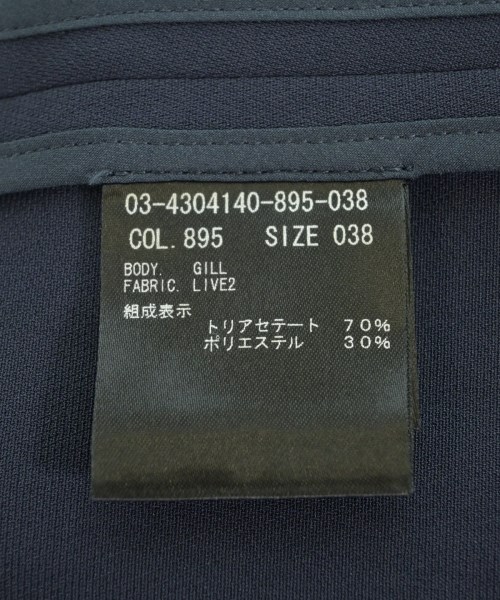 03-4304140-895-038
COL.895 SIZE 038
BODY. GILL
FABRIC. LIVE2
組成表示
トリアセテート 70%
ポリエステル 30%